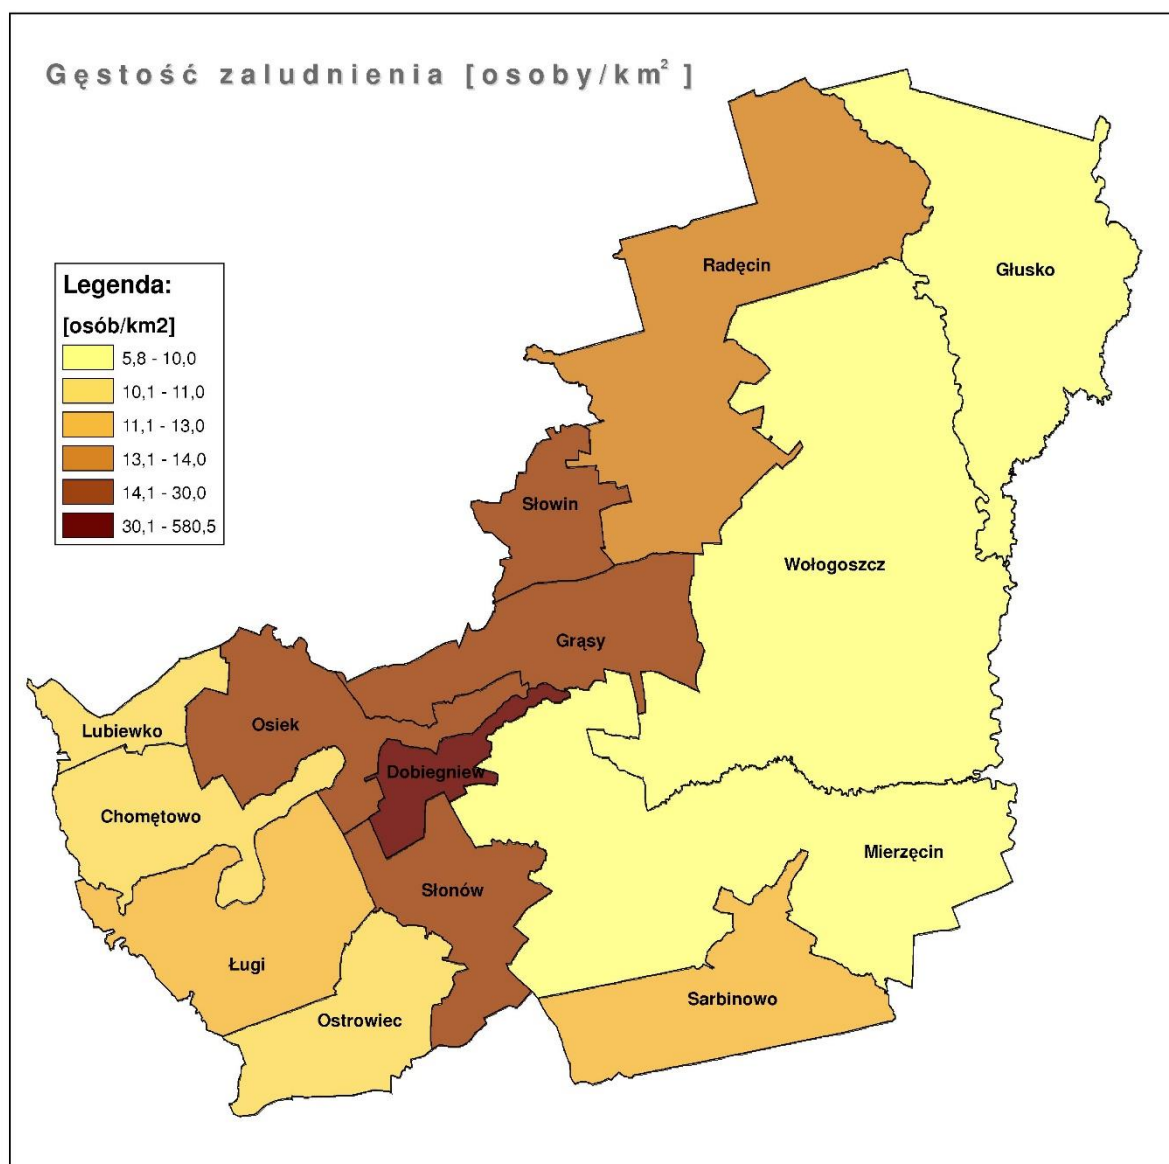 Gęstość zaludnienia [osoby/km²]
Legenda:
[osób/km2]
5,8 - 10,0
10,1 - 11,0
11,1 - 13,0
13,1 - 14,0
14,1 - 30,0
30,1 - 580,5
Radęcin
Głusko
Słowin
Wołogoszcz
Grąsy
Lubiewko
Osiek
Dobiegniew
Chomętowo
Mierzęcin
Słonów
Ługi
Sarbinowo
Ostrowiec